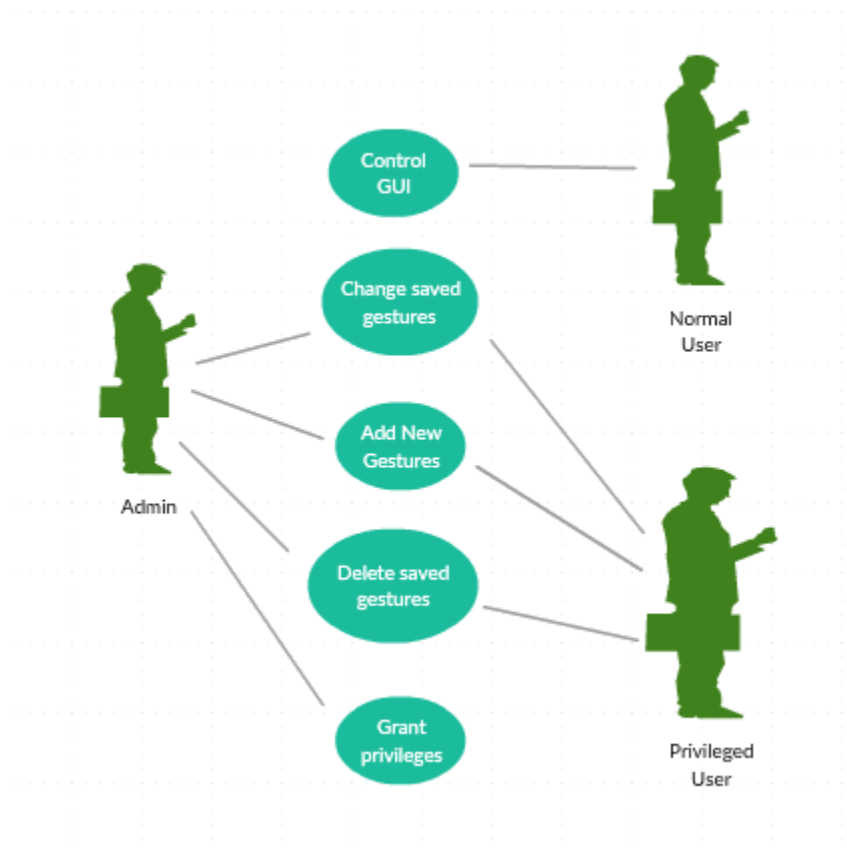 Control
GUI
Change saved
gestures
Normal
User
Add New
Gestures
Admin
Delete saved
gestures
Grant
privileges
Privileged
User